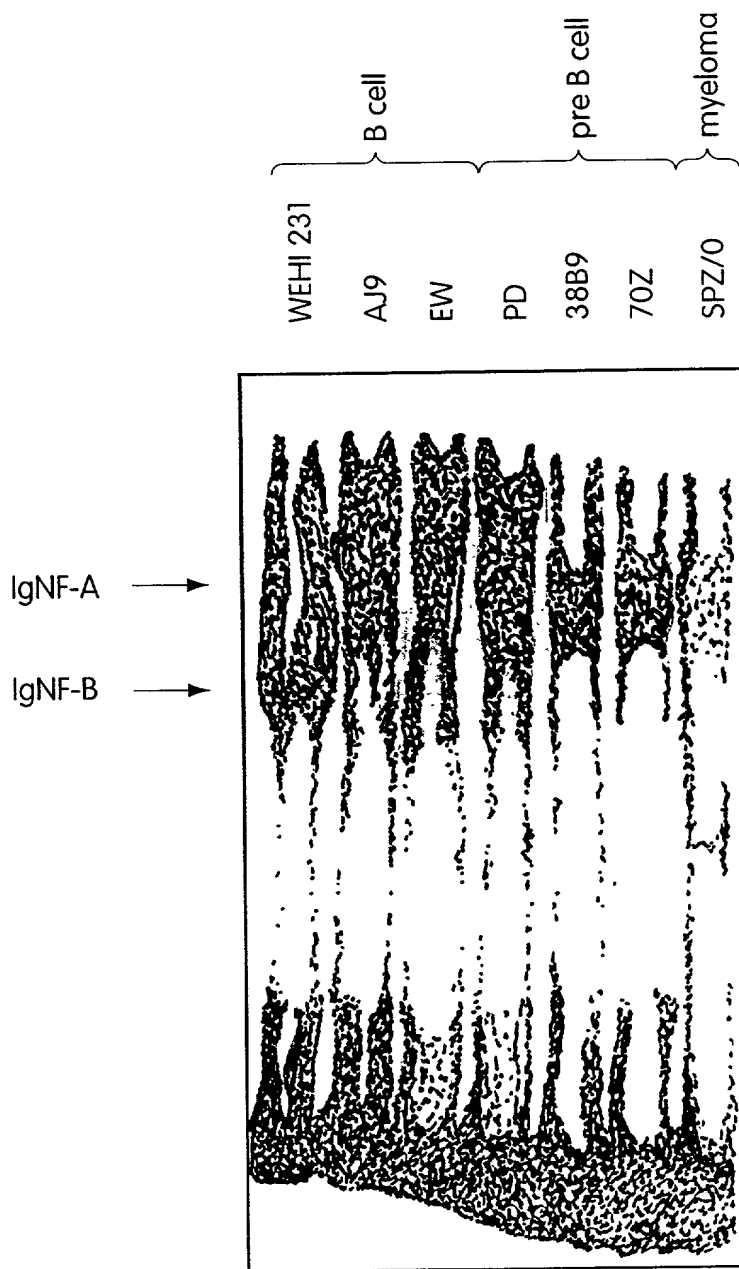 B cell
pre B cell
myeloma
WEHI 231
AJ9
EW
PD
38B9
70Z
SPZ/0
IgNF-A
IgNF-B